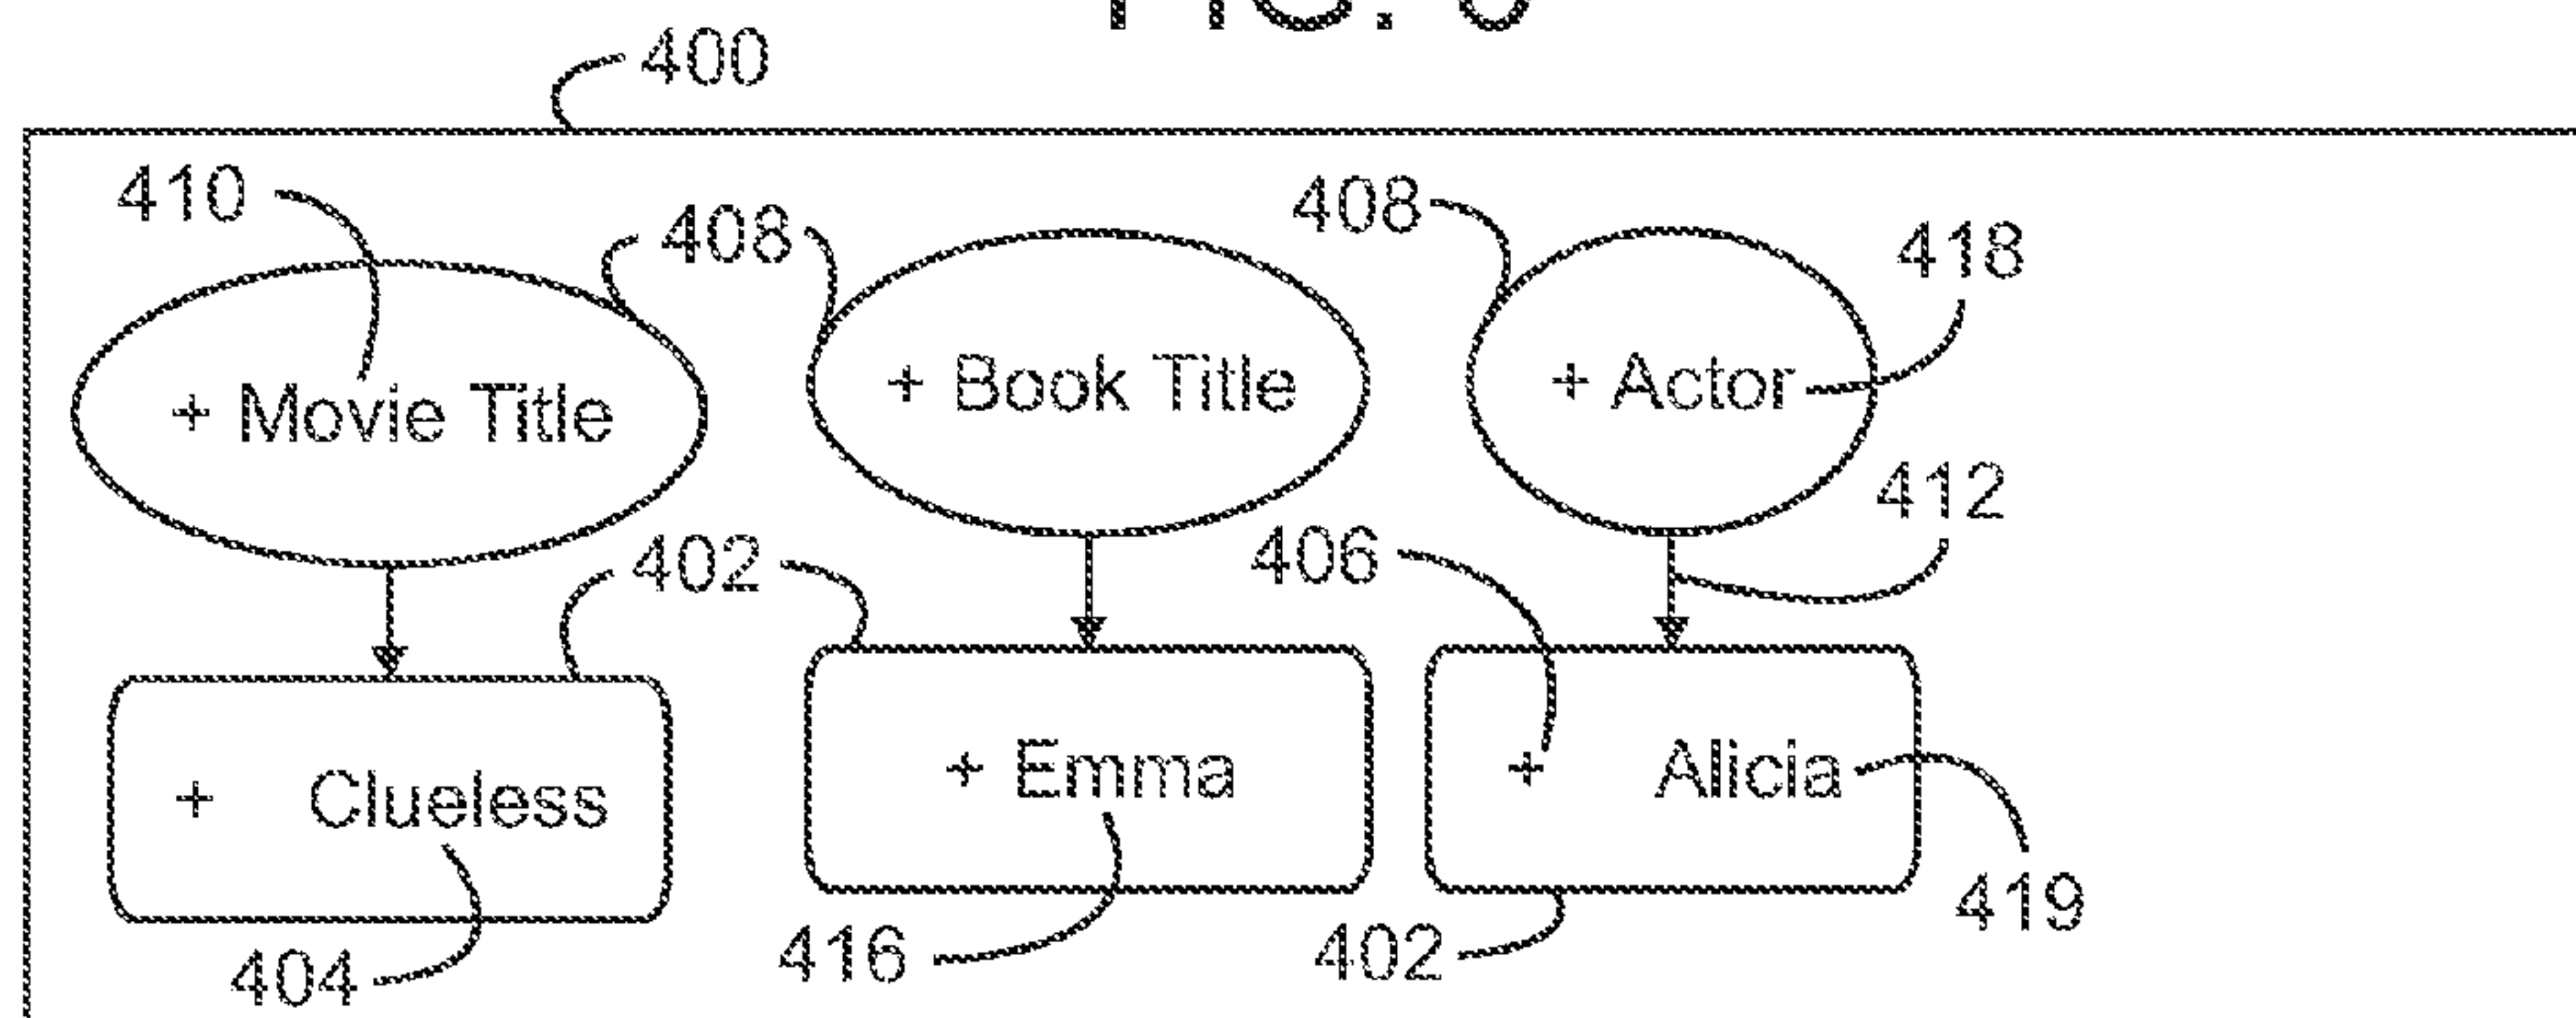 400
410
408
408
418
+ Movie Title
+ Book Title
+ Actor
412
402
406
+ Clueless
+ Emma
+ Alicia
404
416
402
419